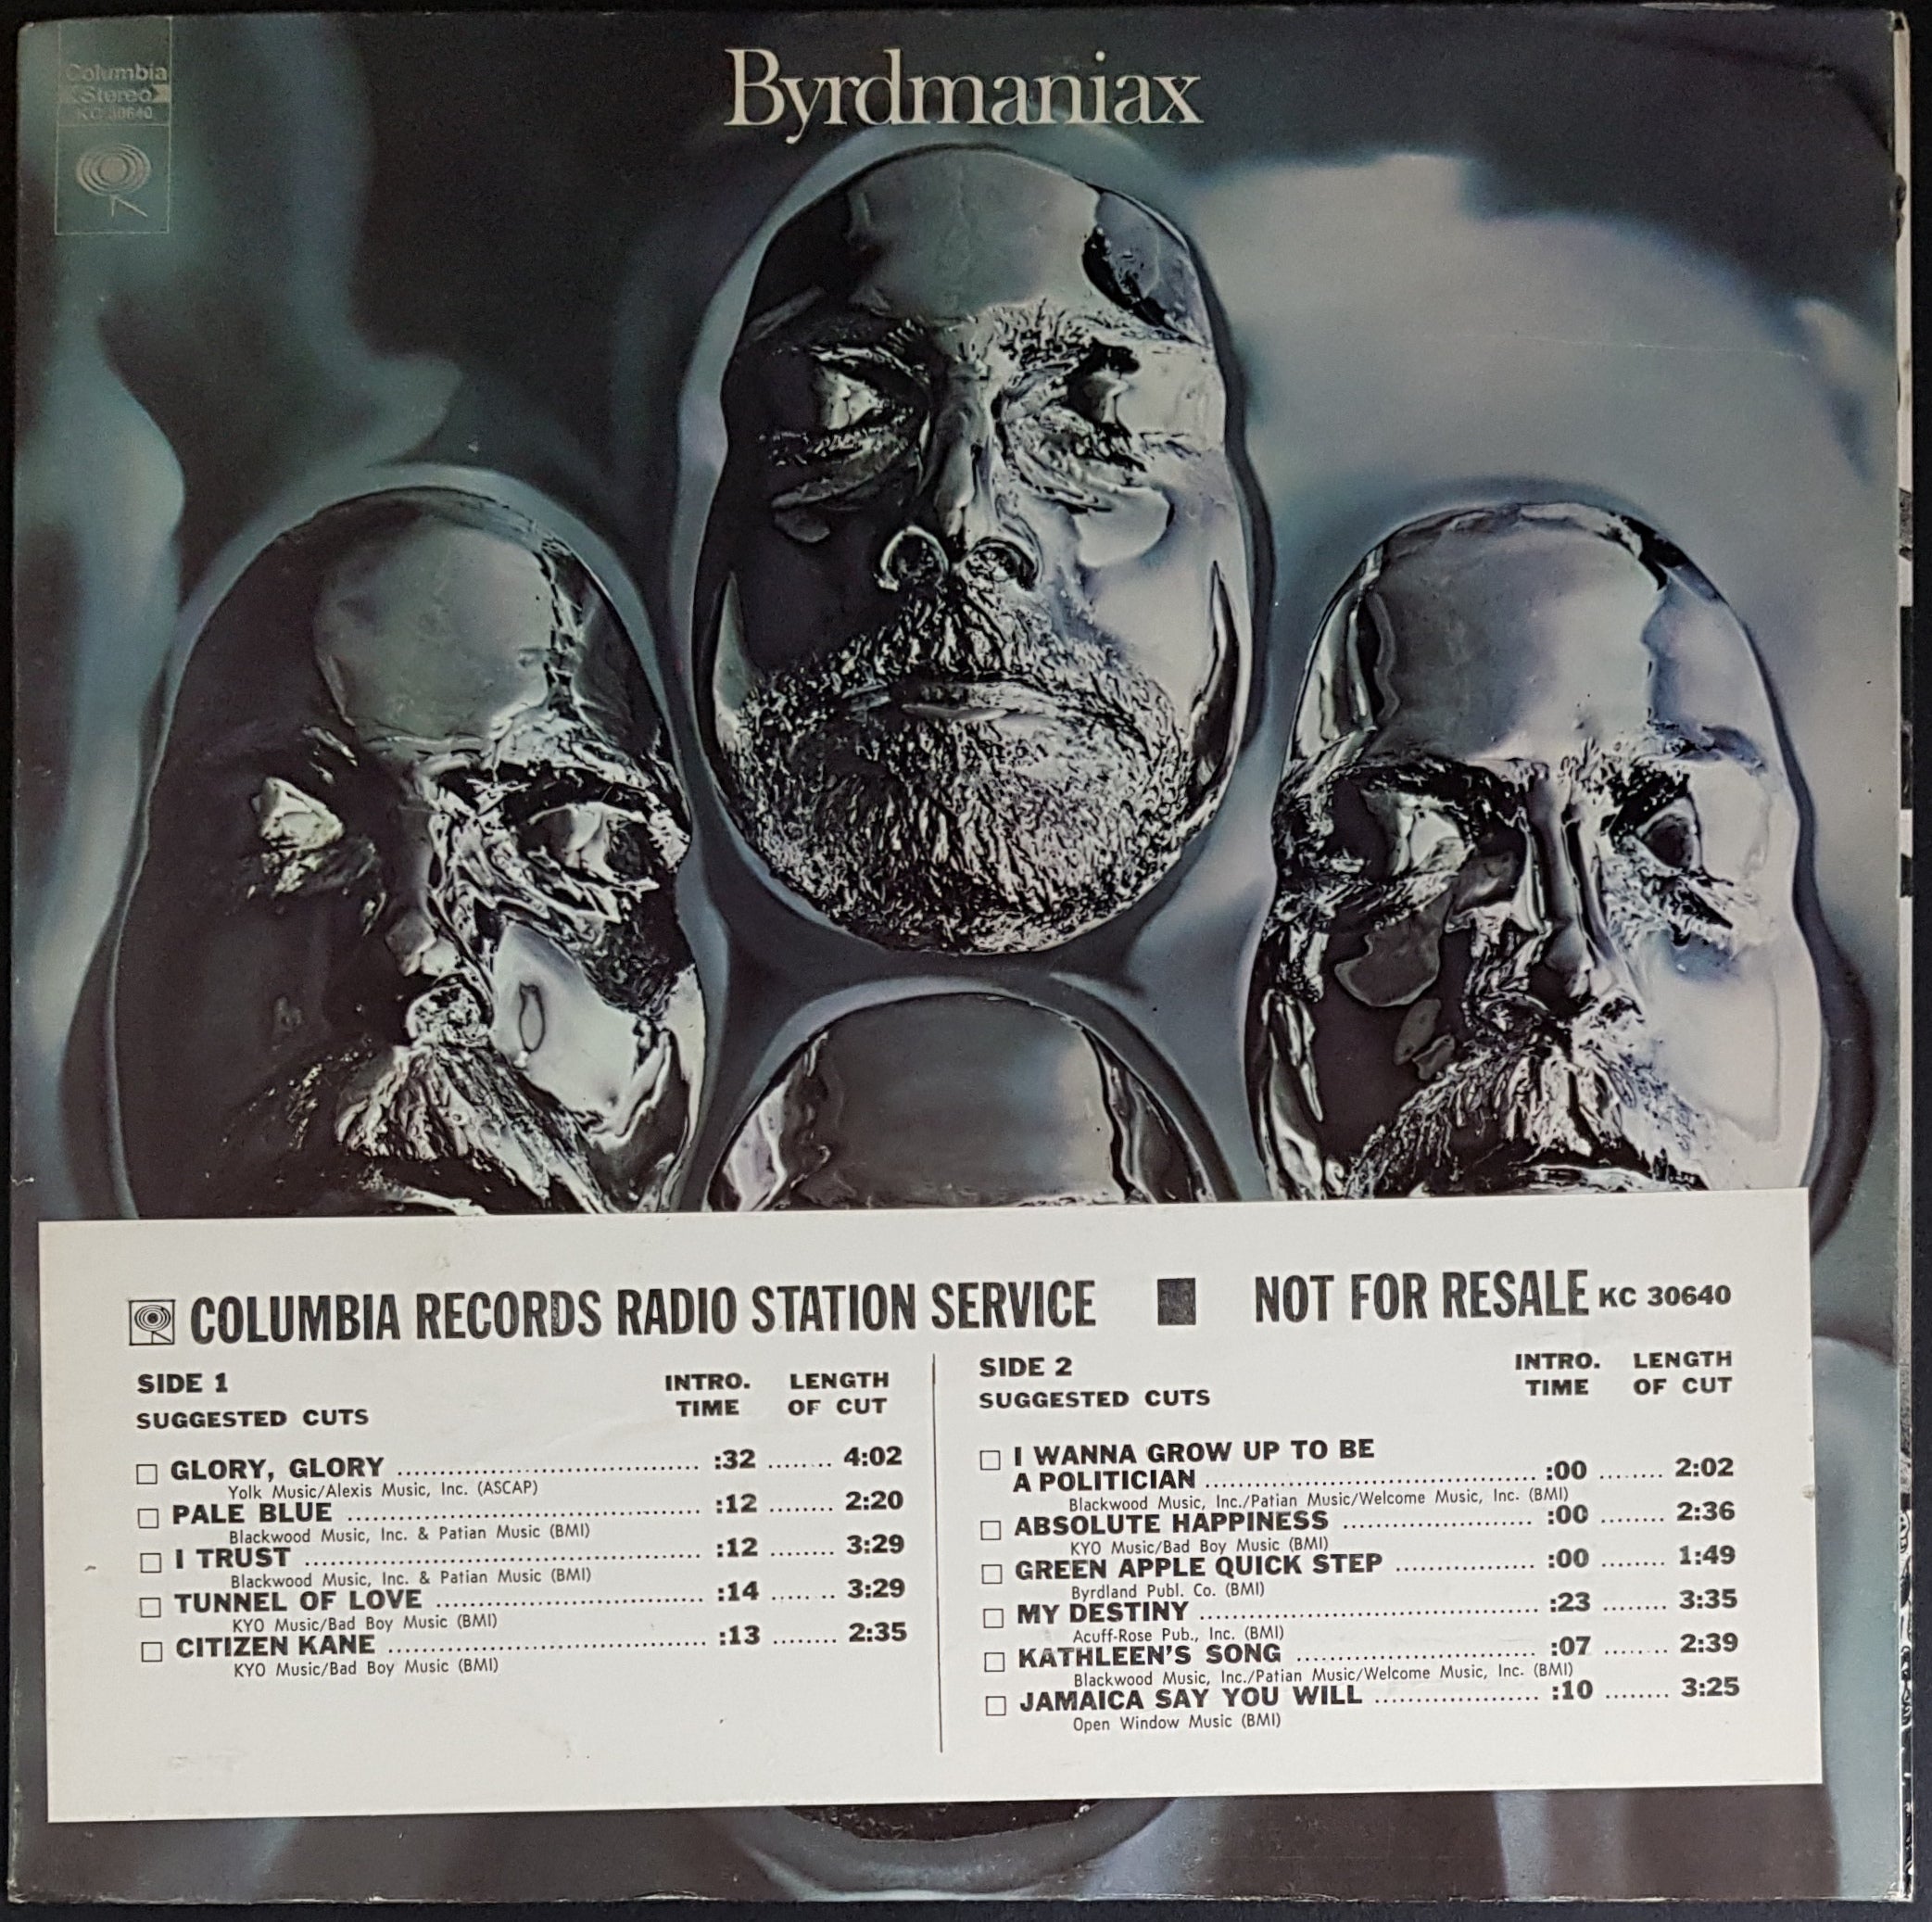 Columbia
Stereo
KC 30640
Byrdmaniax
COLUMBIA RECORDS RADIO STATION SERVICE ■ NOT FOR RESALE KC 30640
SIDE 1
SUGGESTED CUTS
INTRO. TIME
LENGTH OF CUT
GLORY, GLORY ........ :32 ........ 4:02
Yolk Music/Alexis Music, Inc. (ASCAP)
PALE BLUE ........ :12 ........ 2:20
Blackwood Music, Inc. & Patian Music (BMI)
I TRUST ........ :12 ........ 3:29
Blackwood Music, Inc. & Patian Music (BMI)
TUNNEL OF LOVE ........ :14 ........ 3:29
KYO Music/Bad Boy Music (BMI)
CITIZEN KANE ........ :13 ........ 2:35
KYO Music/Bad Boy Music (BMI)
SIDE 2
SUGGESTED CUTS
INTRO. TIME
LENGTH OF CUT
I WANNA GROW UP TO BE
A POLITICIAN ........ :00 ........ 2:02
Blackwood Music, Inc./Patian Music/Welcome Music, Inc. (BMI)
ABSOLUTE HAPPINESS ........ :00 ........ 2:36
KYO Music/Bad Boy Music (BMI)
GREEN APPLE QUICK STEP ........ :00 ........ 1:49
Byrdland Publ. Co. (BMI)
MY DESTINY ........ :23 ........ 3:35
Acuff-Rose Pub., Inc. (BMI)
KATHLEEN'S SONG ........ :07 ........ 2:39
Blackwood Music, Inc./Patian Music/Welcome Music, Inc. (BMI)
JAMAICA SAY YOU WILL ........ :10 ........ 3:25
Open Window Music (BMI)